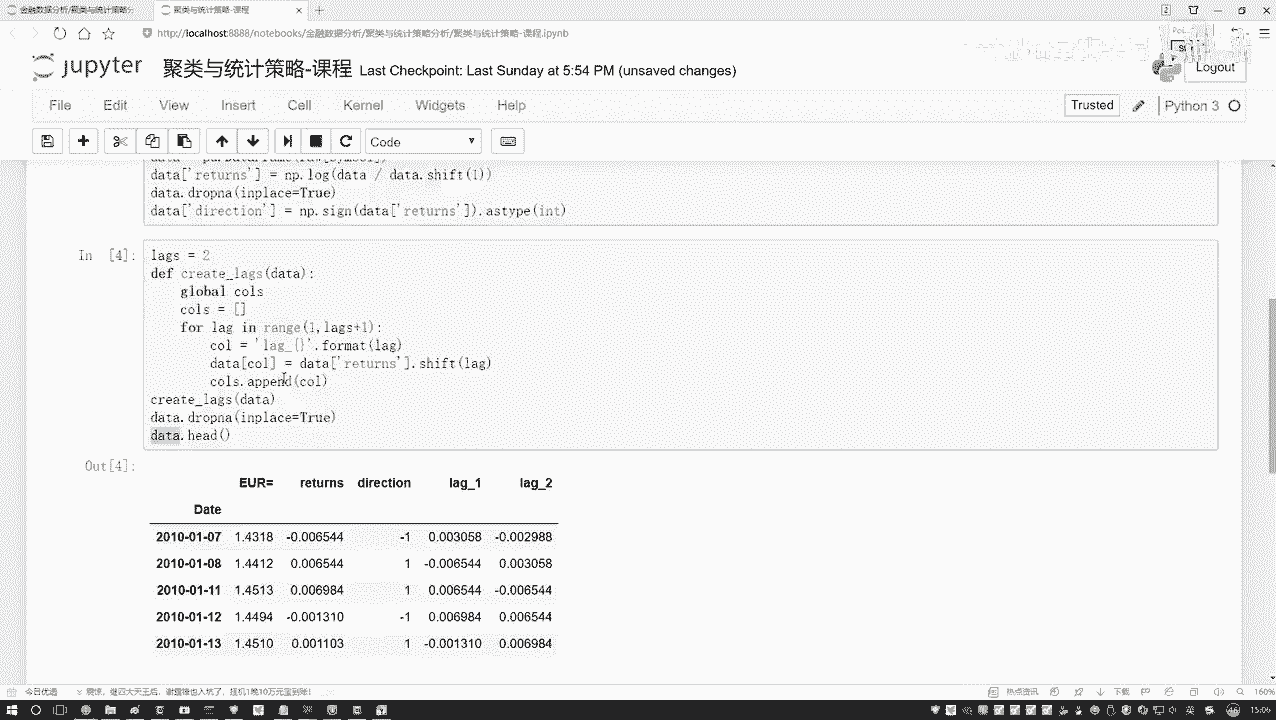 金融数据分析/聚类与统计策略分
聚类与统计策略-课程
http://localhost:8888/notebooks/金融数据分析/聚类与统计策略分析/聚类与统计策略-课程.ipynb
jupyter 聚类与统计策略-课程 Last Checkpoint: Last Sunday at 5:54 PM (unsaved changes)
Logout
File Edit View Insert Cell Kernel Widgets Help
Trusted Python 3
Code
data['returns'] = np.log(data / data.shift(1))
data.dropna(inplace=True)
data['direction'] = np.sign(data['returns']).astype(int)
In [4]: lags = 2
def create_lags(data):
global cols
cols = []
for lag in range(1,lags+1):
col = 'lag_{}'.format(lag)
data[col] = data['returns'].shift(lag)
cols.append(col)
create_lags(data)
data.dropna(inplace=True)
data.head()
Out[4]:
EUR= returns direction lag_1 lag_2
Date
2010-01-07 1.4318 -0.006544 -1 0.003058 -0.002988
2010-01-08 1.4412 0.006544 1 -0.006544 0.003058
2010-01-11 1.4513 0.006984 1 0.006544 -0.006544
2010-01-12 1.4494 -0.001310 -1 0.006984 0.006544
2010-01-13 1.4510 0.001103 1 -0.001310 0.006984
今日优选
热点资讯 下载 160%
15:06